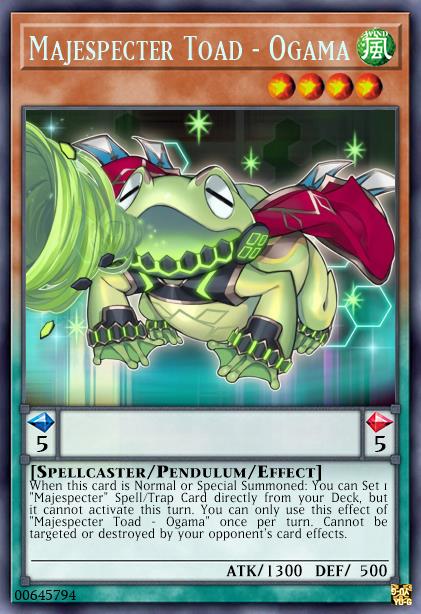 MAJESPECTER TOAD - OGAMA
WIND
風
5 5
[SPELLCASTER/PENDULUM/EFFECT]
When this card is Normal or Special Summoned: You can Set 1
"Majespecter" Spell/Trap Card directly from your Deck, but
it cannot activate this turn. You can only use this effect of
"Majespecter Toad - Ogama" once per turn. Cannot be
targeted or destroyed by your opponent's card effects.
ATK/1300 DEF/ 500
00645794